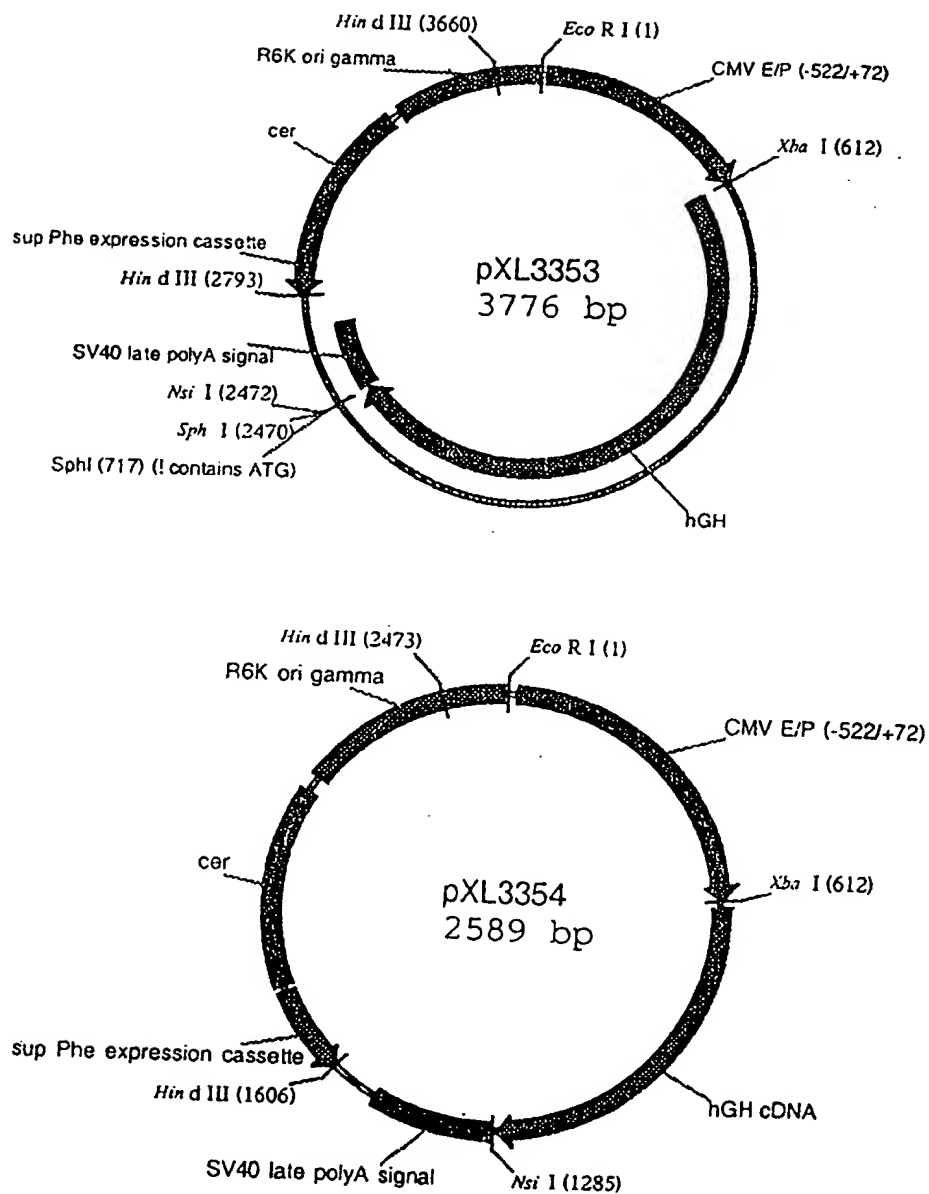 Hin d III (3660)
Eco R I (1)
R6K ori gamma
CMV E/P (-522/+72)
cer
Xba I (612)
sup Phe expression cassette
Hin d III (2793)
pXL3353
3776 bp
SV40 late polyA signal
Nsi I (2472)
Sph I (2470)
SphI (717) (! contains ATG)
hGH
Hin d III (2473)
Eco R I (1)
R6K ori gamma
CMV E/P (-522/+72)
cer
Xba I (612)
pXL3354
2589 bp
sup Phe expression cassette
Hin d III (1606)
hGH cDNA
SV40 late polyA signal
Nsi I (1285)